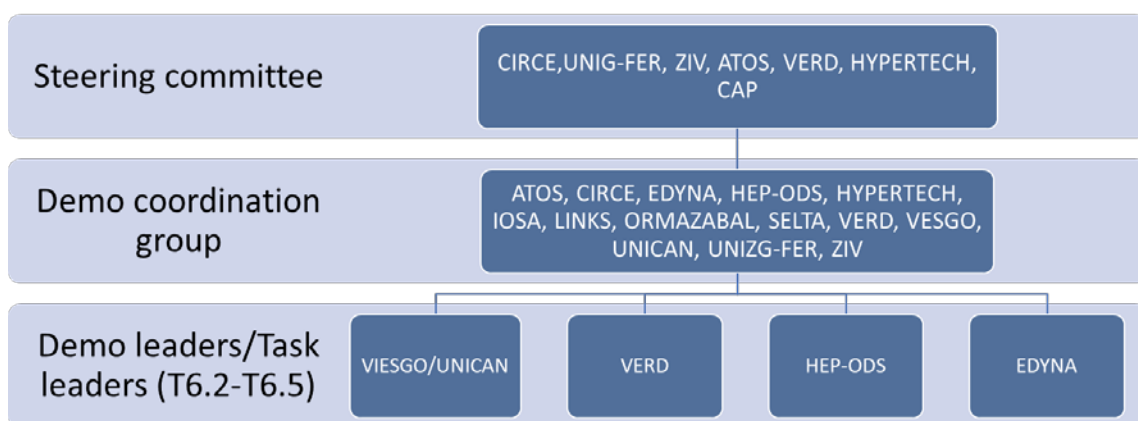 Steering committee
CIRCE,UNIG-FER, ZIV, ATOS, VERD, HYPERTECH,
CAP
Demo coordination
group
ATOS, CIRCE, EDYNA, HEP-ODS, HYPERTECH,
IOSA, LINKS, ORMAZABAL, SELTA, VERD, VESGO,
UNICAN, UNIZG-FER, ZIV
Demo leaders/Task
leaders (T6.2-T6.5)
VIESGO/UNICAN
VERD
HEP-ODS
EDYNA